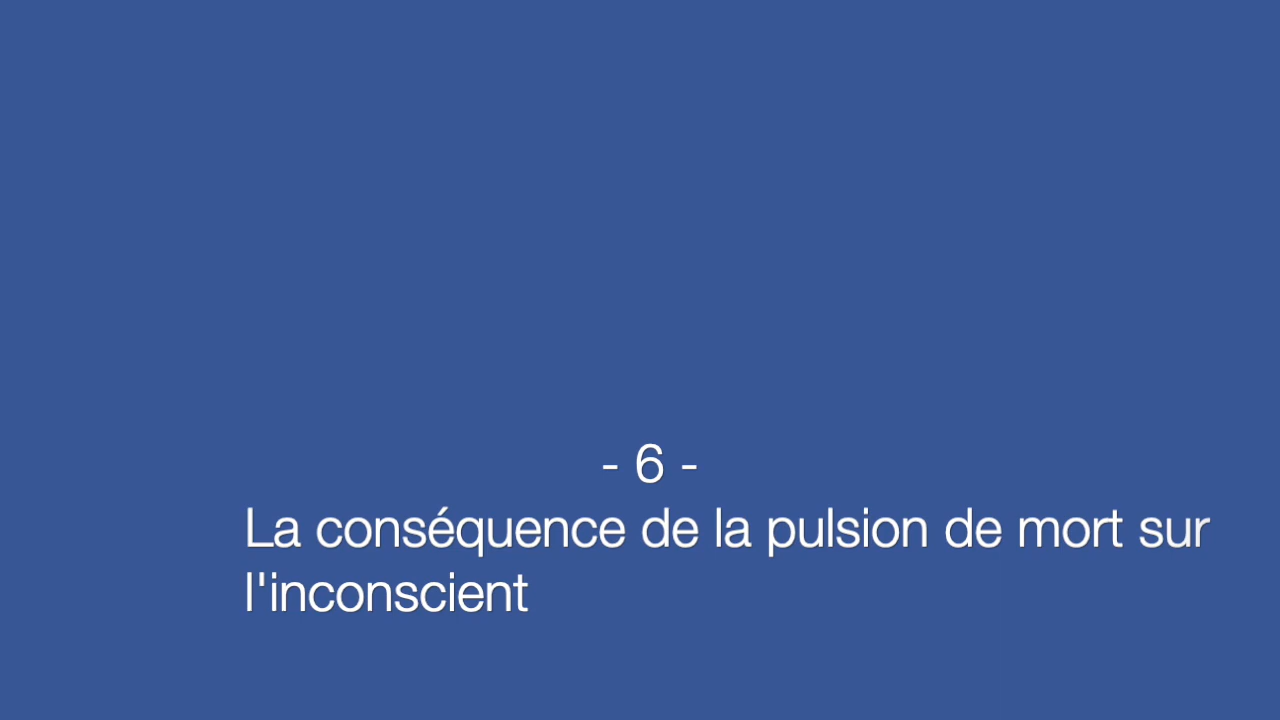 - 6 -
La conséquence de la pulsion de mort sur
l'inconscient